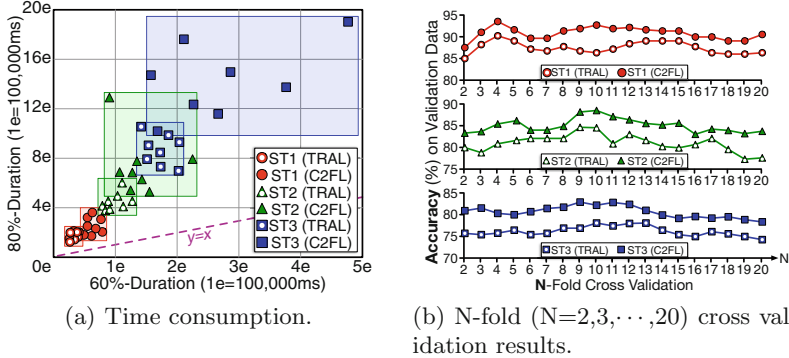 (a)
80%-Duration (1e=100,000ms)
20e
16e
12e
8e
4e
0e
1e
2e
3e
4e
5e
60%-Duration (1e=100,000ms)
y=x
ST1 (TRAL)
ST1 (C2FL)
ST2 (TRAL)
ST2 (C2FL)
ST3 (TRAL)
ST3 (C2FL)
(a) Time consumption.
(b)
Accuracy (%) on Validation Data
95
90
85
80
ST1 (TRAL) ST1 (C2FL)
2 3 4 5 6 7 8 9 10 11 12 13 14 15 16 17 18 19 20
90
85
80
75
ST2 (TRAL) ST2 (C2FL)
2 3 4 5 6 7 8 9 10 11 12 13 14 15 16 17 18 19 20
85
80
75
70
ST3 (TRAL) ST3 (C2FL)
2 3 4 5 6 7 8 9 10 11 12 13 14 15 16 17 18 19 20
N
N-Fold Cross Validation
(b) N-fold (N=2,3,⋯,20) cross val
idation results.